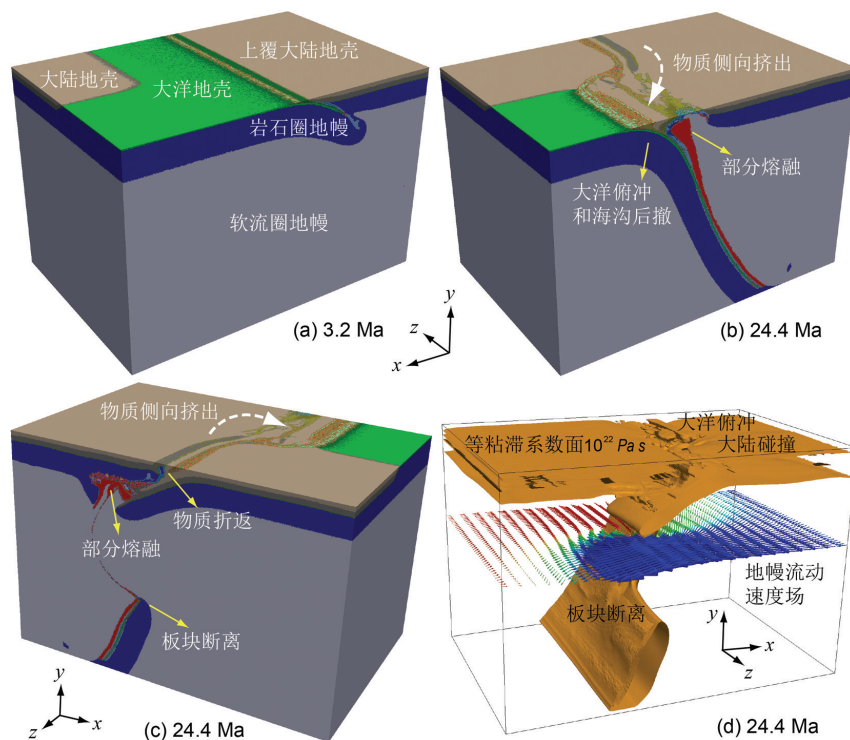 上覆大陆地壳
大陆地壳
大洋地壳
岩石圈地幔
软流圈地幔
(a) 3.2 Ma
物质侧向挤出
部分熔融
大洋俯冲
和海沟后撤
(b) 24.4 Ma
y
z
x
物质侧向挤出
物质折返
部分熔融
板块断离
y
z
x
(c) 24.4 Ma
大洋俯冲
等粘滞系数面10²² Pa s
大陆碰撞
地幔流动
速度场
板块断离
y
x
z
(d) 24.4 Ma